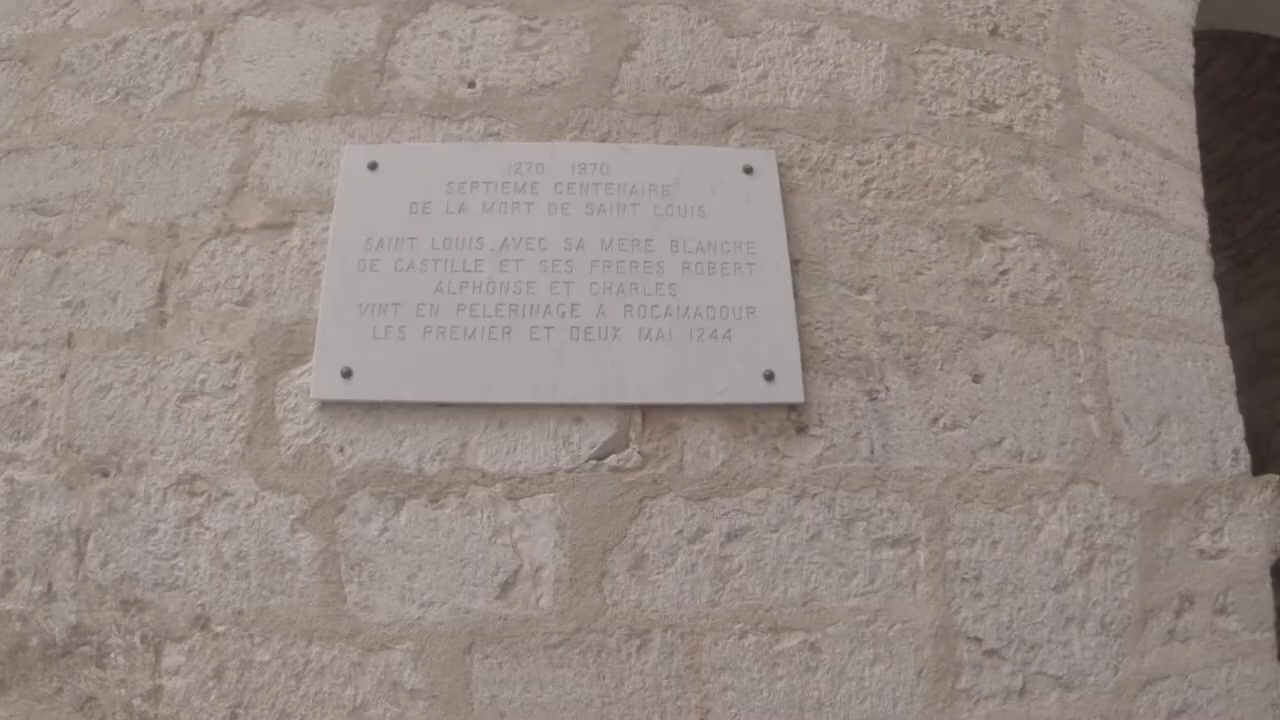 1270 1970
SEPTIEME CENTENAIRE
DE LA MORT DE SAINT LOUIS
SAINT LOUIS AVEC SA MERE BLANCHE
DE CASTILLE ET SES FRERES ROBERT
ALPHONSE ET CHARLES
VINT EN PELERINAGE A ROCAMADOUR
LES PREMIER ET DEUX MAI 1244